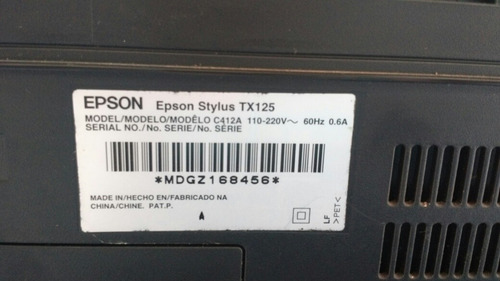 EPSON Epson Stylus TX125
MODEL/MODELO/MODÊLO C412A 110-220V～ 60Hz 0.6A
SERIAL NO./No. SERIE/No. SÉRIE
*MDGZ168456*
MADE IN/HECHO EN/FABRICADO NA
CHINA/CHINE. PAT.P.
LF
>PET<